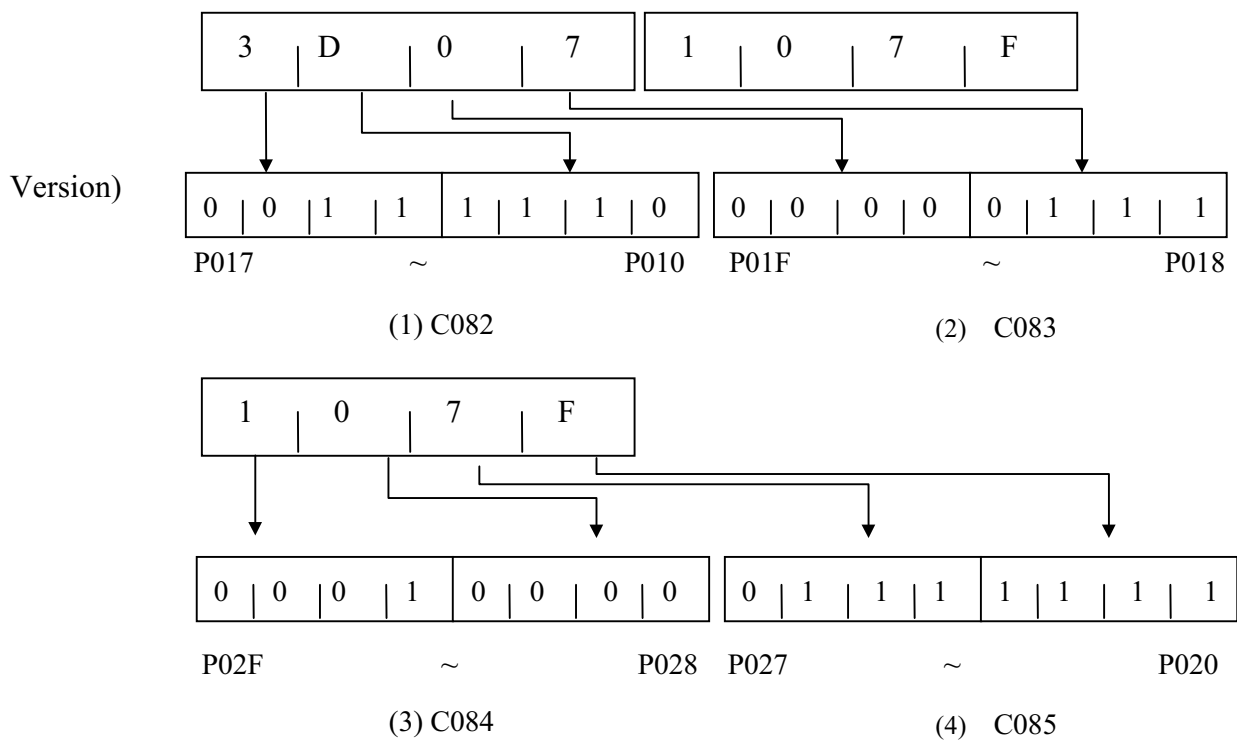 3 D 0 7 1 0 7 F
Version)
0 0 1 1 1 1 1 0 0 0 0 0 0 1 1 1
P017 ~ P010 P01F ~ P018
(1) C082 (2) C083
1 0 7 F
0 0 0 1 0 0 0 0 0 1 1 1 1 1 1 1
P02F ~ P028 P027 ~ P020
(3) C084 (4) C085